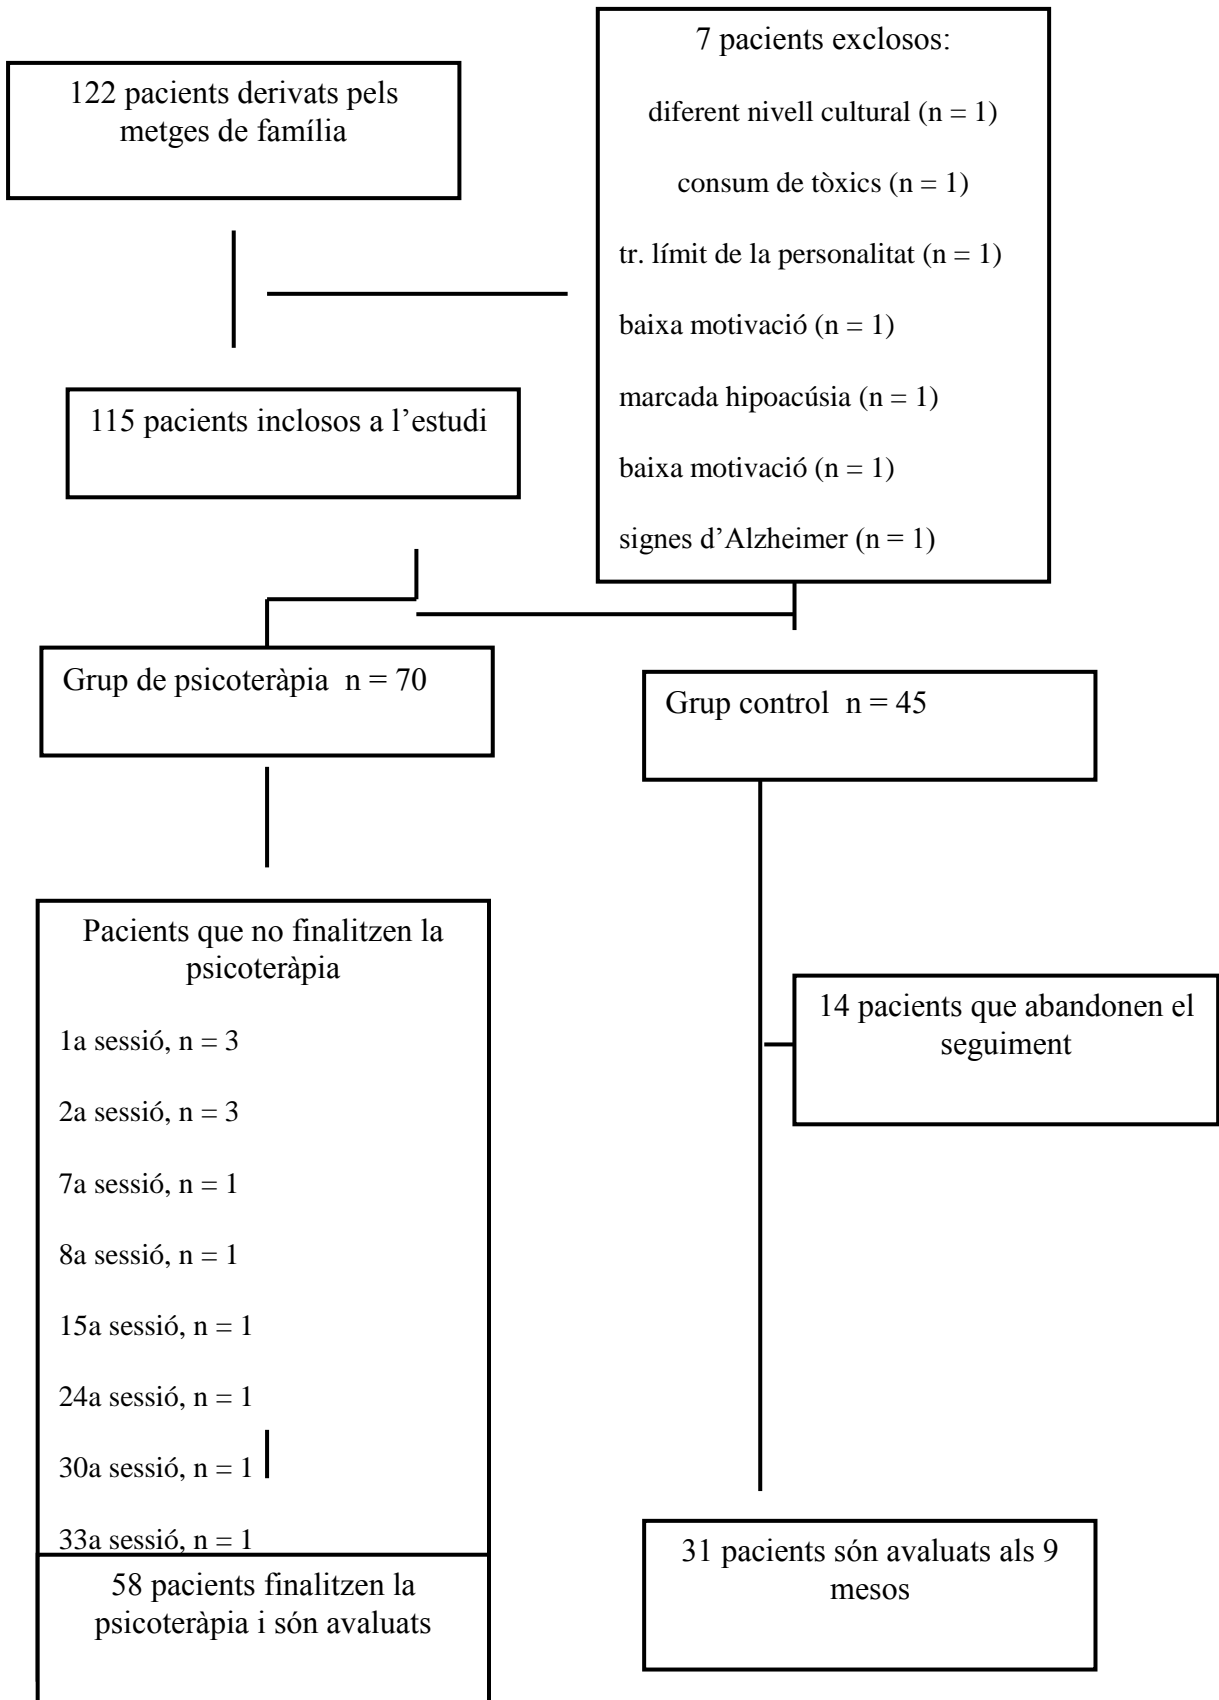 122 pacients derivats pels
metges de família
7 pacients exclosos:
diferent nivell cultural (n = 1)
consum de tòxics (n = 1)
tr. límit de la personalitat (n = 1)
baixa motivació (n = 1)
marcada hipoacúsia (n = 1)
baixa motivació (n = 1)
signes d’Alzheimer (n = 1)
115 pacients inclosos a l’estudi
Grup de psicoteràpia  n = 70
Grup control  n = 45
Pacients que no finalitzen la
psicoteràpia
1a sessió, n = 3
2a sessió, n = 3
7a sessió, n = 1
8a sessió, n = 1
15a sessió, n = 1
24a sessió, n = 1
30a sessió, n = 1
33a sessió, n = 1
14 pacients que abandonen el
seguiment
58 pacients finalitzen la
psicoteràpia i són avaluats
31 pacients són avaluats als 9
mesos